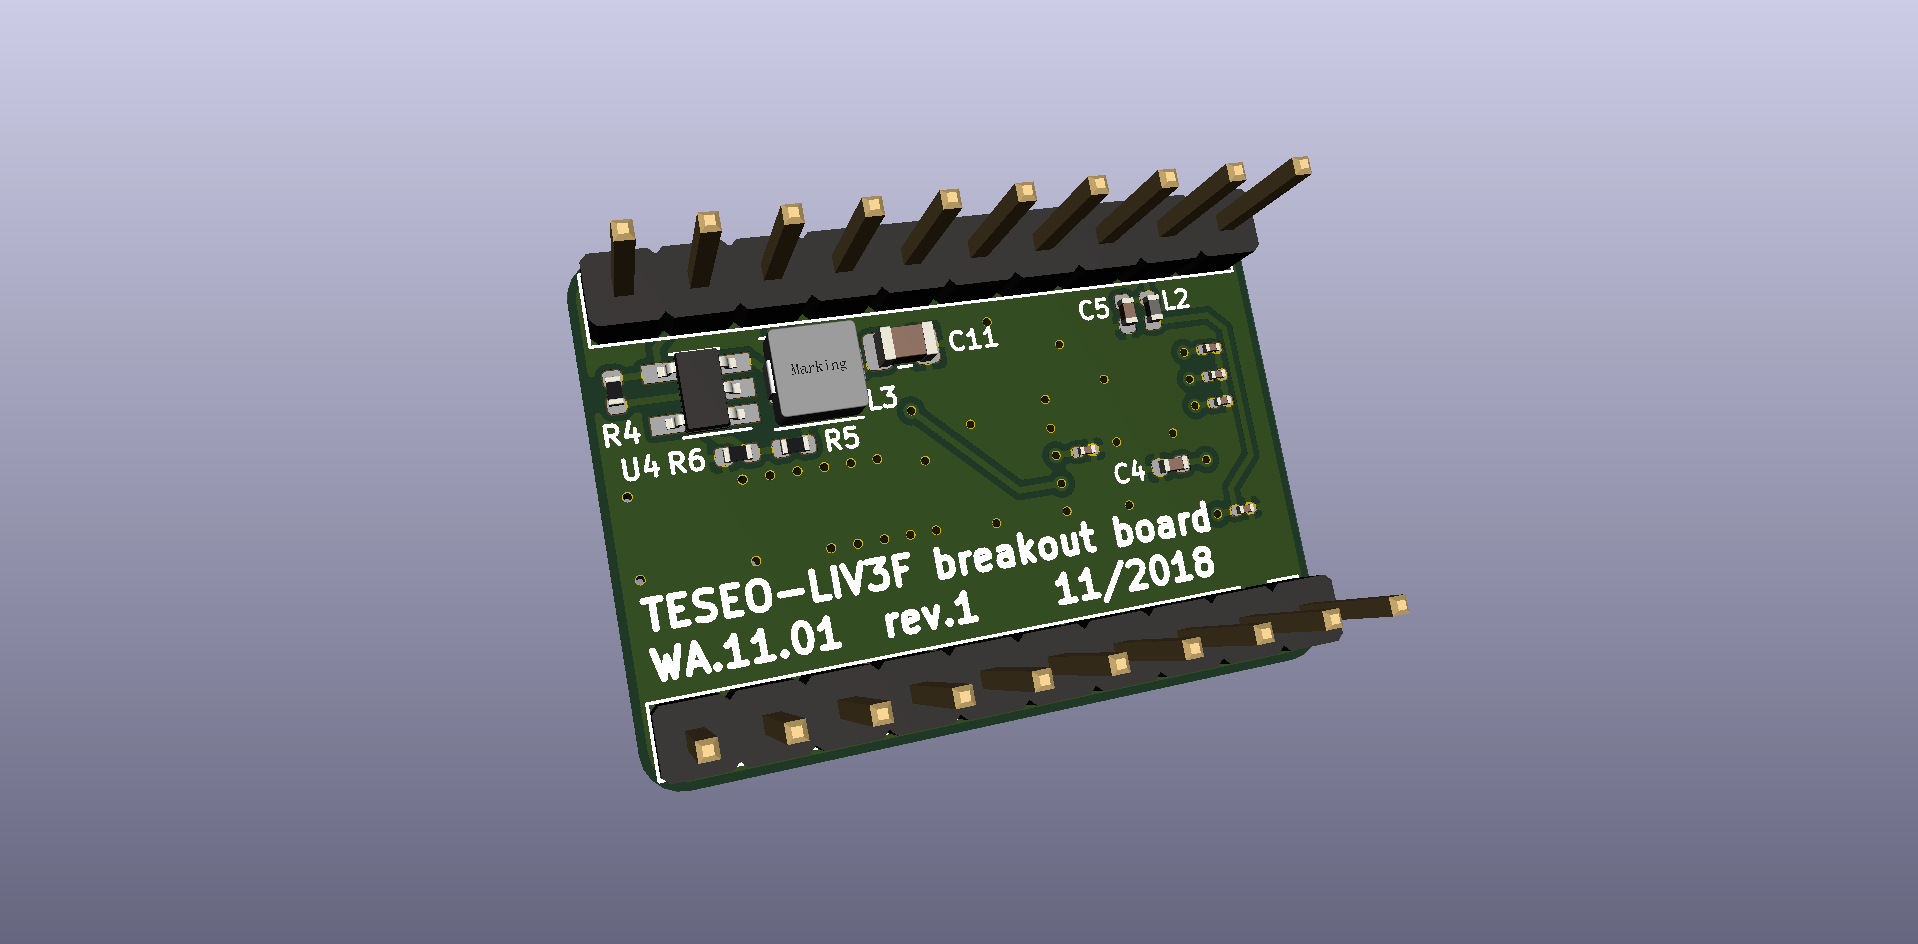 C5 L2
C11
Marking
L3
R4
R5
U4 R6
C4
TESEO-LIV3F breakout board
WA.11.01 rev.1 11/2018